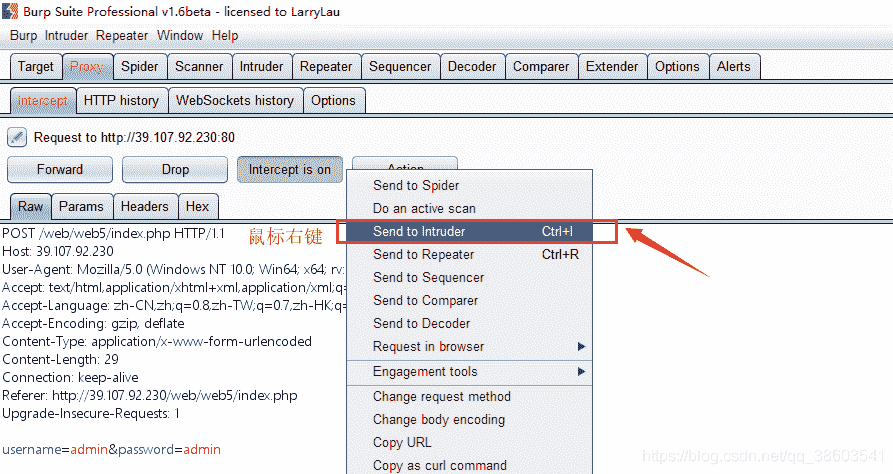 Burp Suite Professional v1.6beta - licensed to LarryLau
Burp Intruder Repeater Window Help
Target Proxy Spider Scanner Intruder Repeater Sequencer Decoder Comparer Extender Options Alerts
Intercept HTTP history WebSockets history Options
Request to http://39.107.92.230:80
Forward Drop Intercept is on Action
Raw Params Headers Hex
POST /web/web5/index.php HTTP/1.1
Host: 39.107.92.230
User-Agent: Mozilla/5.0 (Windows NT 10.0; Win64; x64; rv:
Accept: text/html,application/xhtml+xml,application/xml;q=
Accept-Language: zh-CN,zh;q=0.8,zh-TW;q=0.7,zh-HK;q=
Accept-Encoding: gzip, deflate
Content-Type: application/x-www-form-urlencoded
Content-Length: 29
Connection: keep-alive
Referer: http://39.107.92.230/web/web5/index.php
Upgrade-Insecure-Requests: 1
username=admin&password=admin
鼠标右键
Send to Spider
Do an active scan
Send to Intruder Ctrl+I
Send to Repeater Ctrl+R
Send to Sequencer
Send to Comparer
Send to Decoder
Request in browser
Engagement tools
Change request method
Change body encoding
Copy URL
Copy as curl command
https://blog.csdn.net/qq_38603541